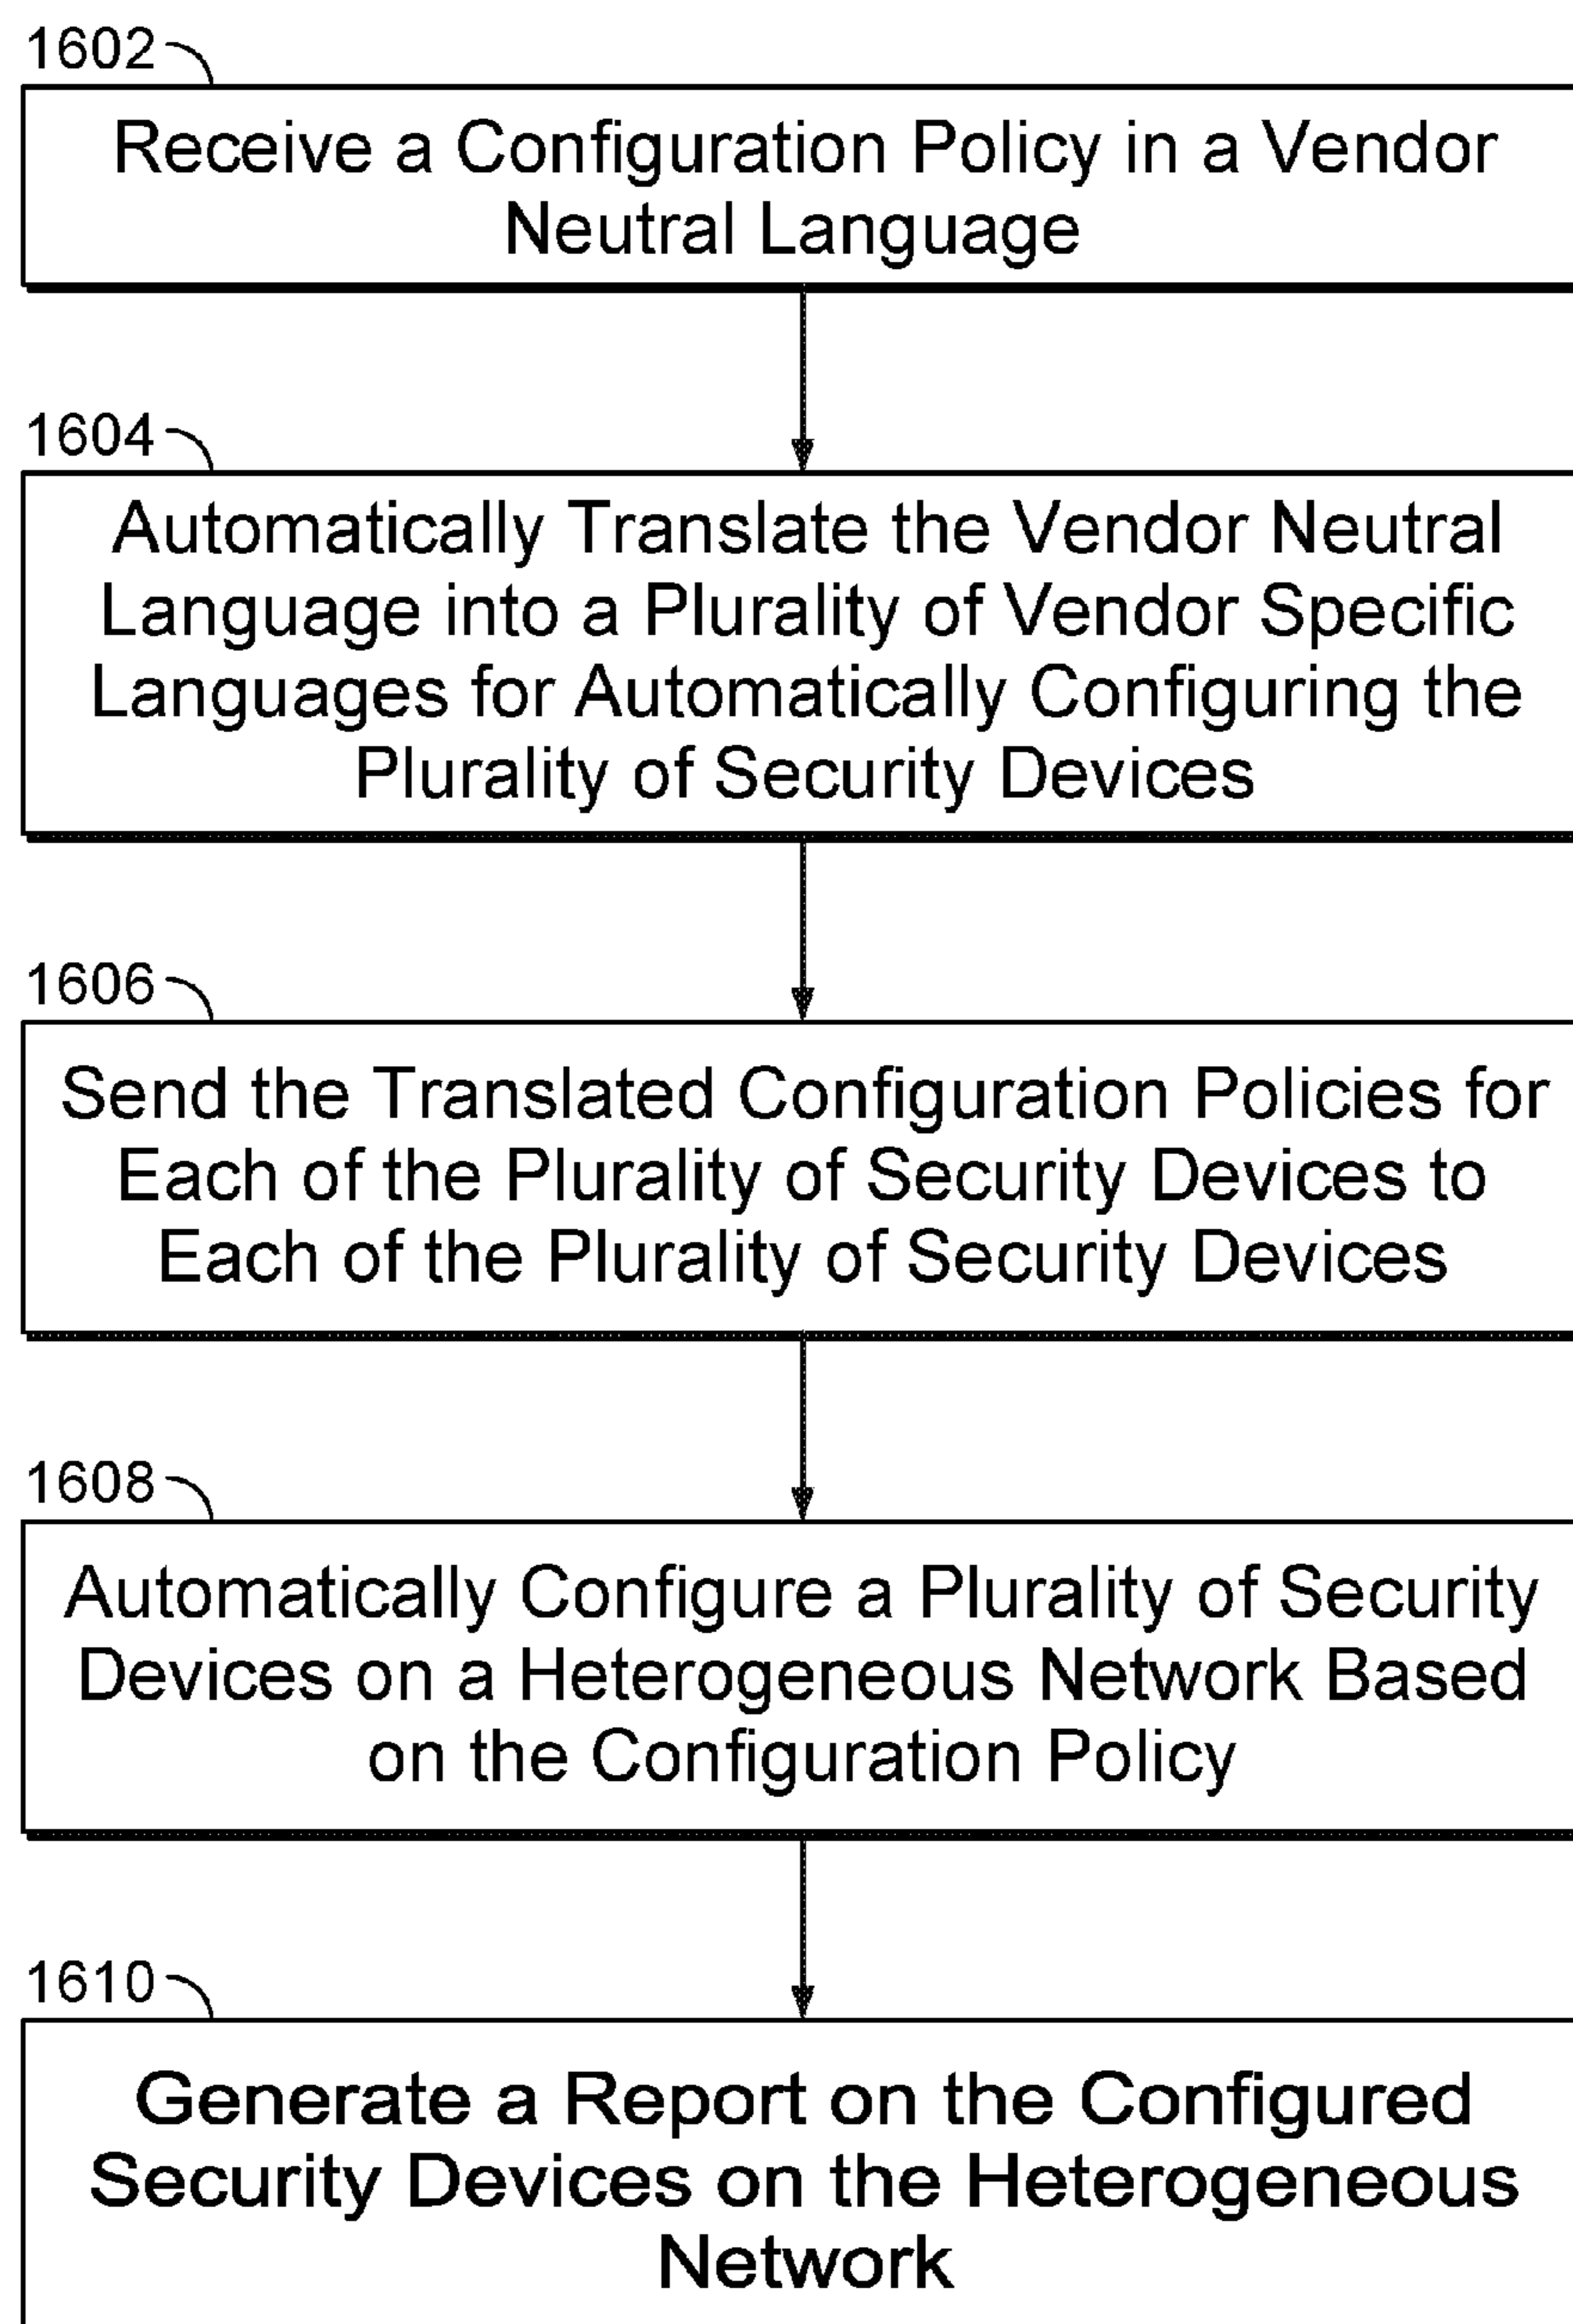 1602
Receive a Configuration Policy in a Vendor
Neutral Language
1604
Automatically Translate the Vendor Neutral
Language into a Plurality of Vendor Specific
Languages for Automatically Configuring the
Plurality of Security Devices
1606
Send the Translated Configuration Policies for
Each of the Plurality of Security Devices to
Each of the Plurality of Security Devices
1608
Automatically Configure a Plurality of Security
Devices on a Heterogeneous Network Based
on the Configuration Policy
1610
Generate a Report on the Configured
Security Devices on the Heterogeneous
Network